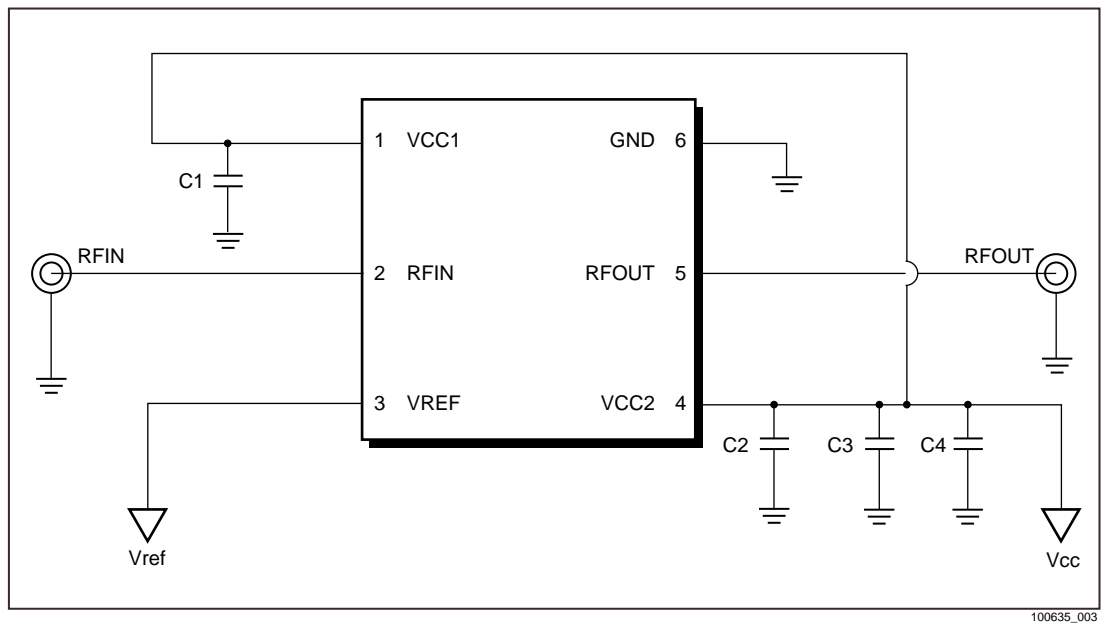 1 VCC1
GND 6
C1
RFIN
2 RFIN
RFOUT 5
RFOUT
3 VREF
VCC2 4
C2
C3
C4
Vref
Vcc
100635_003